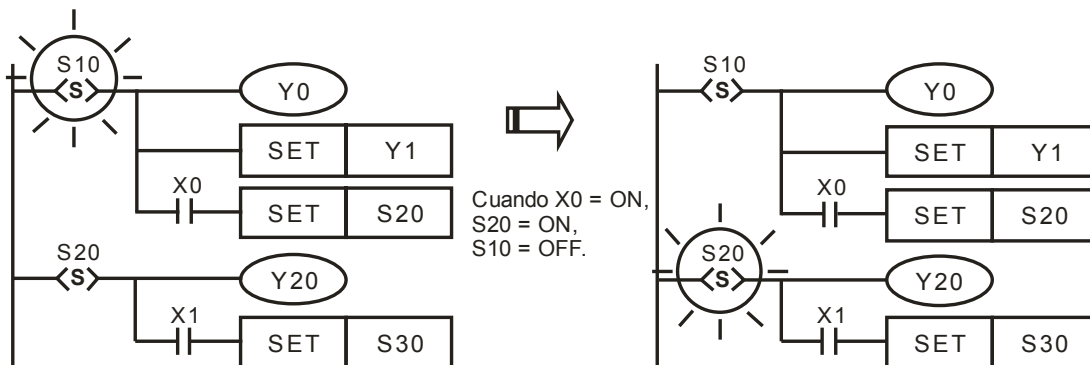 S10
S
Y0
SET Y1
X0
SET S20
S20
S
Y20
X1
SET S30
Cuando X0 = ON,
S20 = ON,
S10 = OFF.
S10
S
Y0
SET Y1
X0
SET S20
S20
S
Y20
X1
SET S30